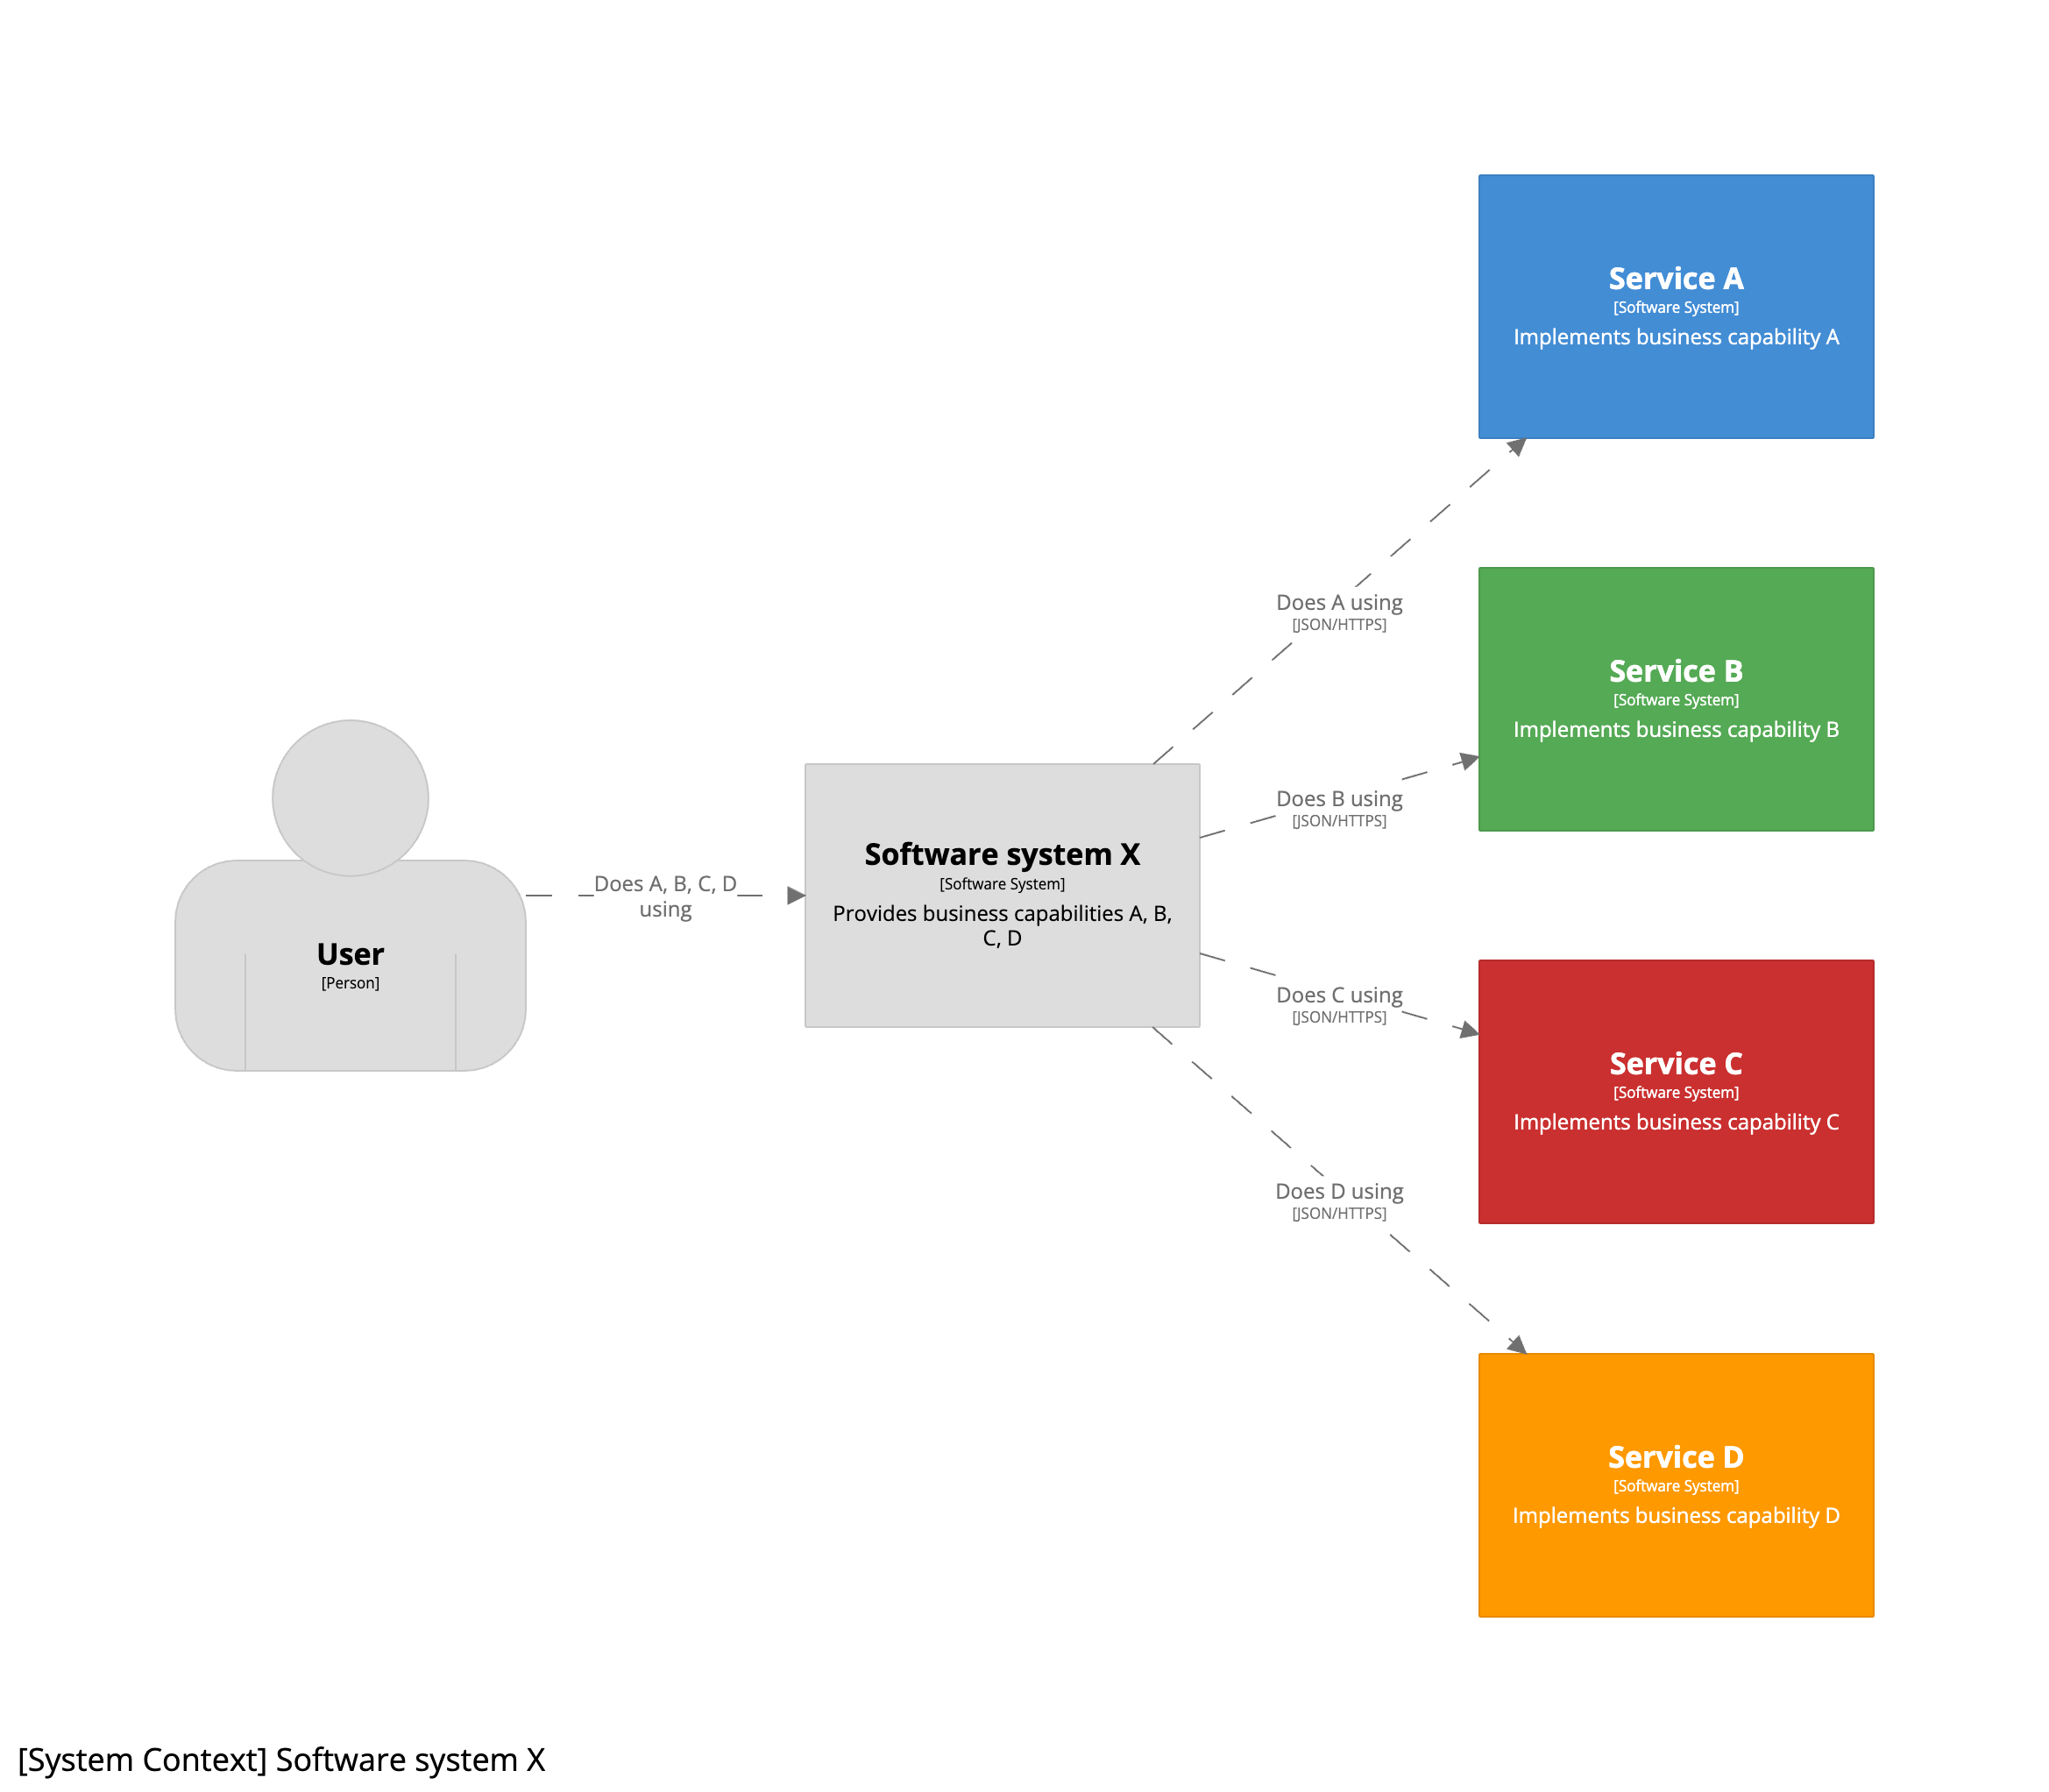 Service A
[Software System]
Implements business capability A
Does A using
[JSON/HTTPS]
Service B
[Software System]
Implements business capability B
Does B using
[JSON/HTTPS]
User
[Person]
Does A, B, C, D
using
Software system X
[Software System]
Provides business capabilities A, B,
C, D
Does C using
[JSON/HTTPS]
Service C
[Software System]
Implements business capability C
Does D using
[JSON/HTTPS]
Service D
[Software System]
Implements business capability D
[System Context] Software system X